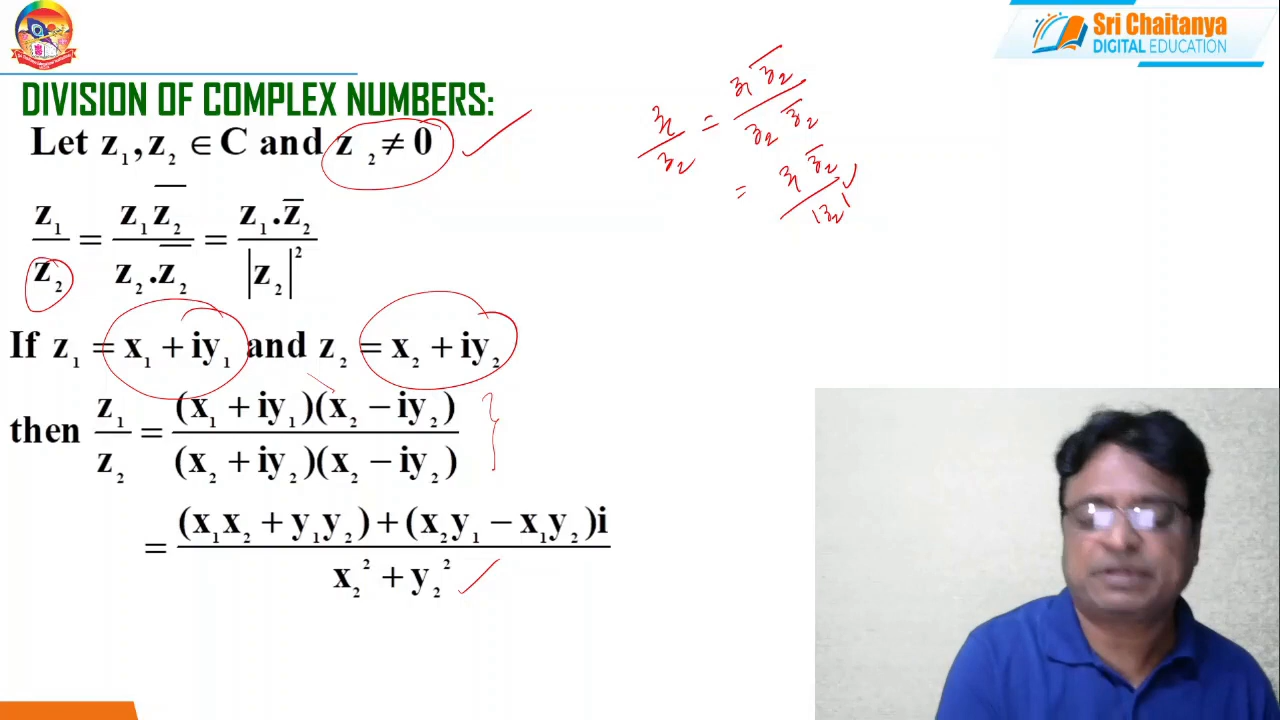 Sri Chaitanya
DIGITAL EDUCATION
DIVISION OF COMPLEX NUMBERS:
Let z₁, z₂ ∈ C and z₂ ≠ 0
z₁/z₂ = z₁z̅₂/z₂.z̅₂ = z₁.z̅₂/|z₂|²
If z₁ = x₁ + iy₁ and z₂ = x₂ + iy₂
then z₁/z₂ = (x₁ + iy₁)(x₂ − iy₂)/(x₂ + iy₂)(x₂ − iy₂)
= (x₁x₂ + y₁y₂) + (x₂y₁ − x₁y₂)i/x₂² + y₂²
z₁/z₂ = z₁z̅₂/z₂z̅₂
= z₁z̅₂/|z₂|